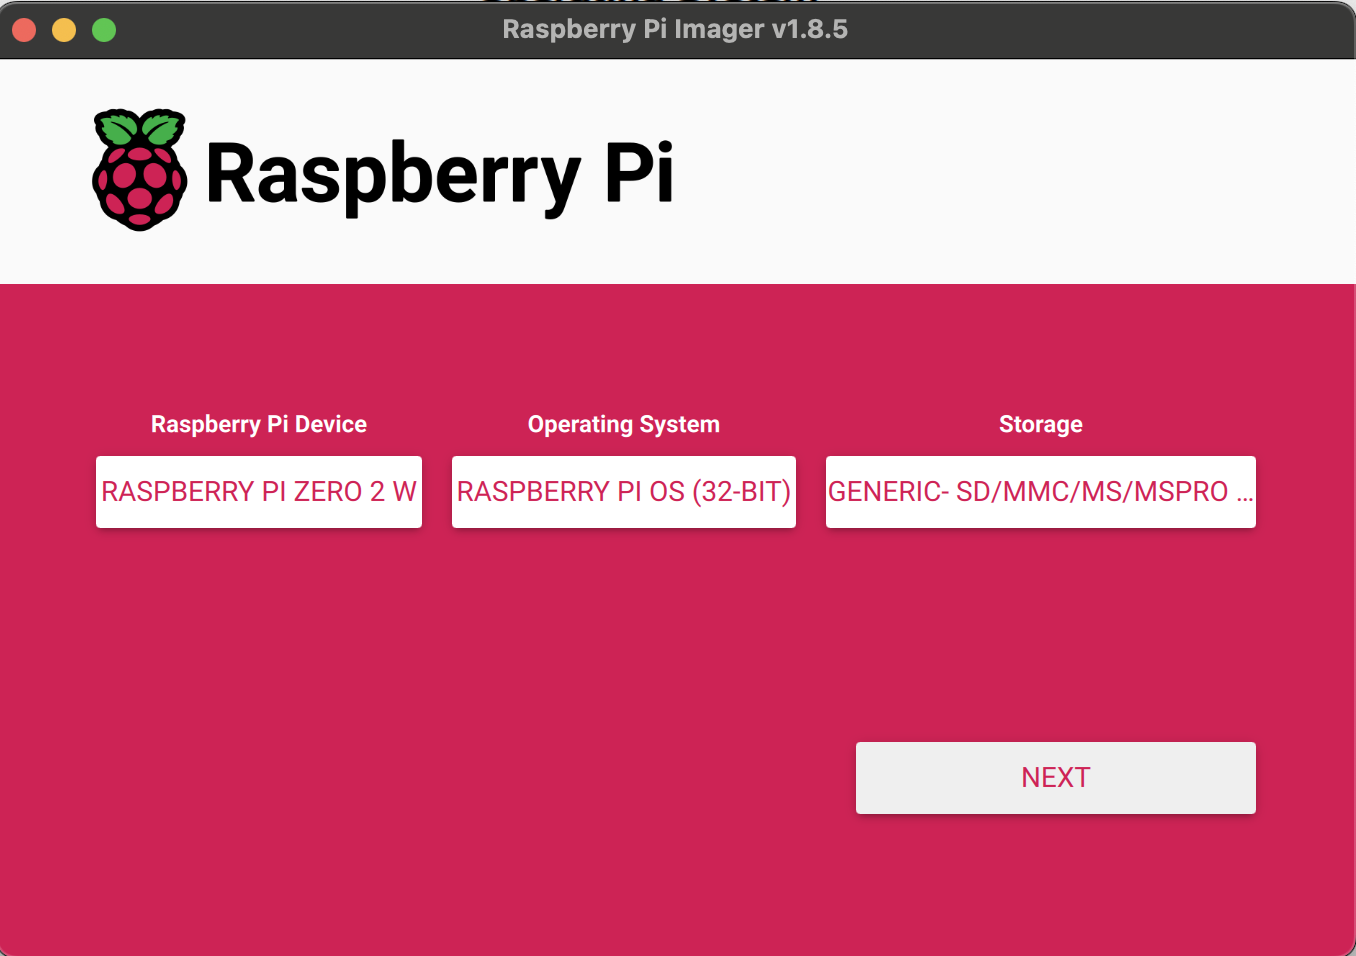 Raspberry Pi Imager v1.8.5
Raspberry Pi
Raspberry Pi Device
Operating System
Storage
RASPBERRY PI ZERO 2 W
RASPBERRY PI OS (32-BIT)
GENERIC- SD/MMC/MS/MSPRO ...
NEXT